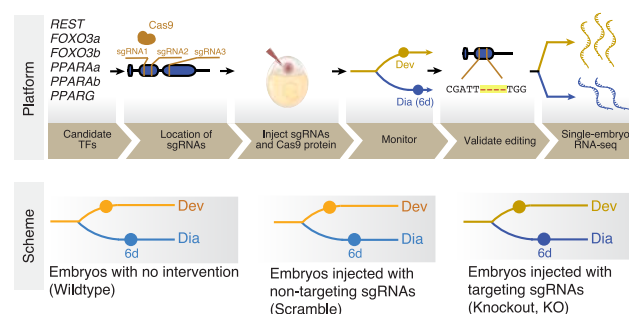 Platform
REST
FOXO3a
FOXO3b
PPARAa
PPARAb
PPARG
Cas9
sgRNA1 sgRNA2 sgRNA3
Dev
Dia (6d)
CGATT----TGG
Candidate TFs
Location of sgRNAs
Inject sgRNAs and Cas9 protein
Monitor
Validate editing
Single-embryo RNA-seq
Scheme
Dev
Dia
6d
Embryos with no intervention
(Wildtype)
Dev
Dia
6d
Embryos injected with
non-targeting sgRNAs
(Scramble)
Dev
Dia
6d
Embryos injected with
targeting sgRNAs
(Knockout, KO)